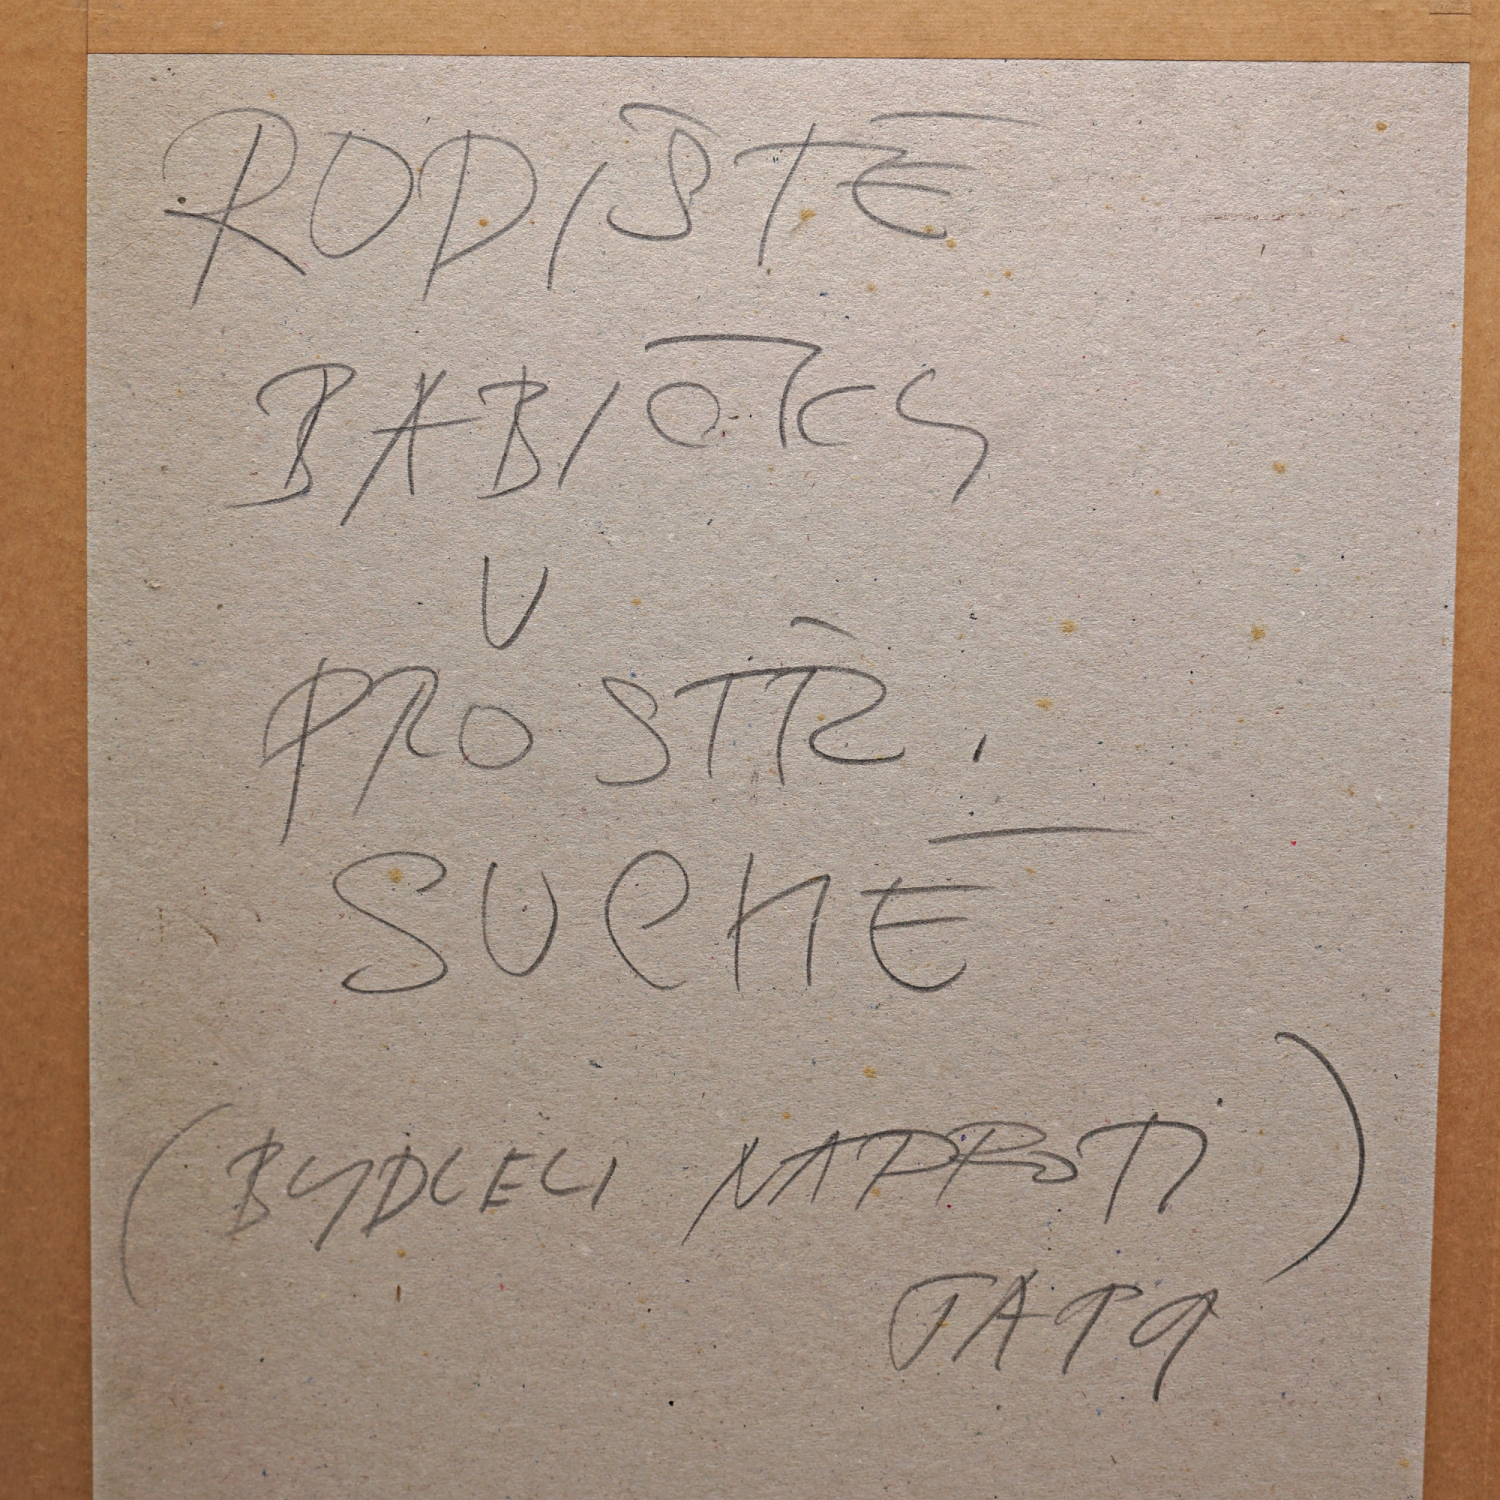 RODIŠTĚ
BABIČKY
V
PROSTŘ.
SUCHÉ
(BYDLELI NAPROTI)
TATA